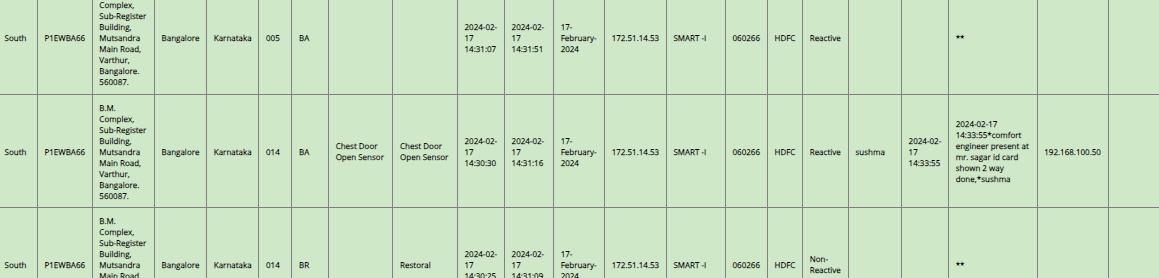 South P1EWBA66 Complex, Sub-Register Building, Mutsandra Main Road, Varthur, Bangalore. 560087. Bangalore Karnataka 005 BA 2024-02-17 14:31:07 2024-02-17 14:31:51 17-February-2024 172.51.14.53 SMART -I 060266 HDFC Reactive **
South P1EWBA66 B.M. Complex, Sub-Register Building, Mutsandra Main Road, Varthur, Bangalore. 560087. Bangalore Karnataka 014 BA Chest Door Open Sensor Chest Door Open Sensor 2024-02-17 14:30:30 2024-02-17 14:31:16 17-February-2024 172.51.14.53 SMART -I 060266 HDFC Reactive sushma 2024-02-17 14:33:55 2024-02-17 14:33:55*comfort engineer present at mr. sagar id card shown 2 way done,*sushma 192.168.100.50
South P1EWBA66 B.M. Complex, Sub-Register Building, Mutsandra Main Road Bangalore Karnataka 014 BR Restoral 2024-02-17 14:30:25 2024-02-17 14:31:09 17-February-2024 172.51.14.53 SMART -I 060266 HDFC Non-Reactive **